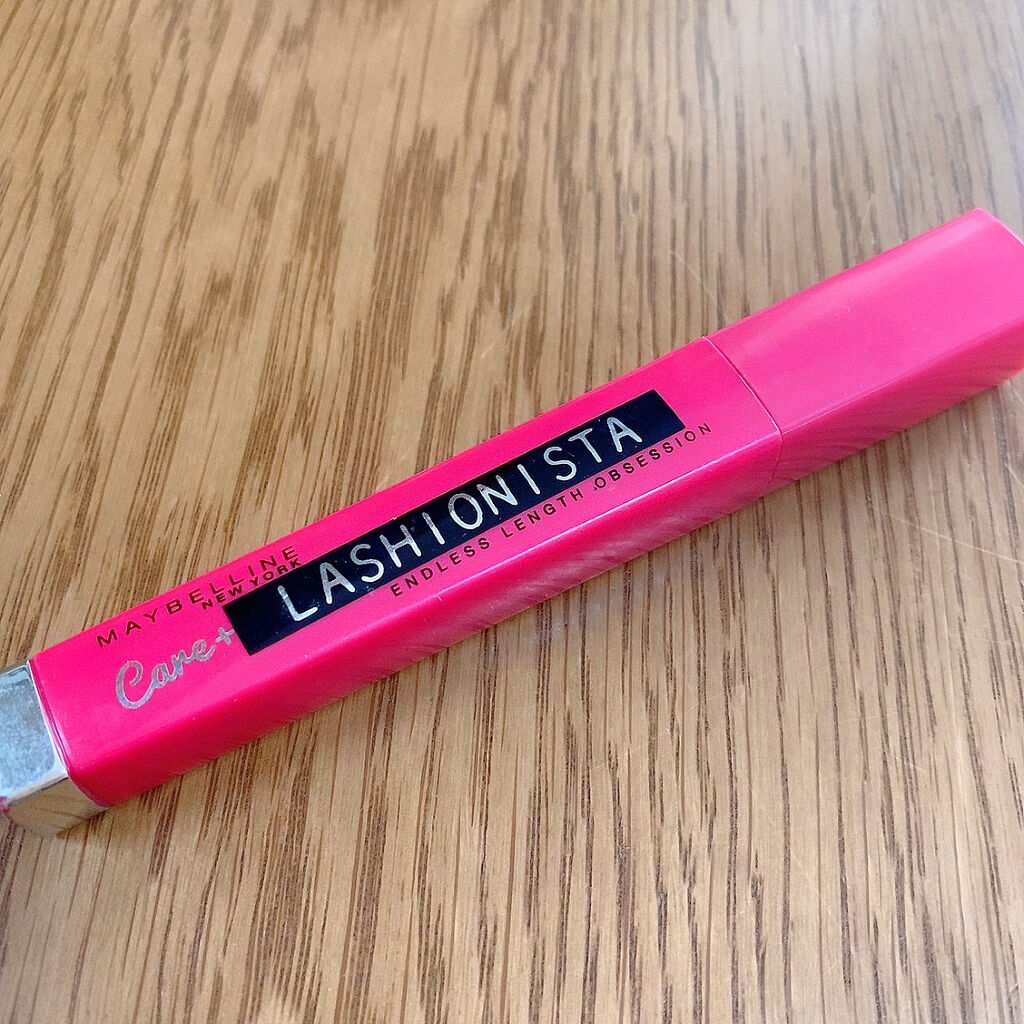 MAYBELLINE
NEW YORK
Care+
LASHIONISTA
ENDLESS LENGTH OBSESSION